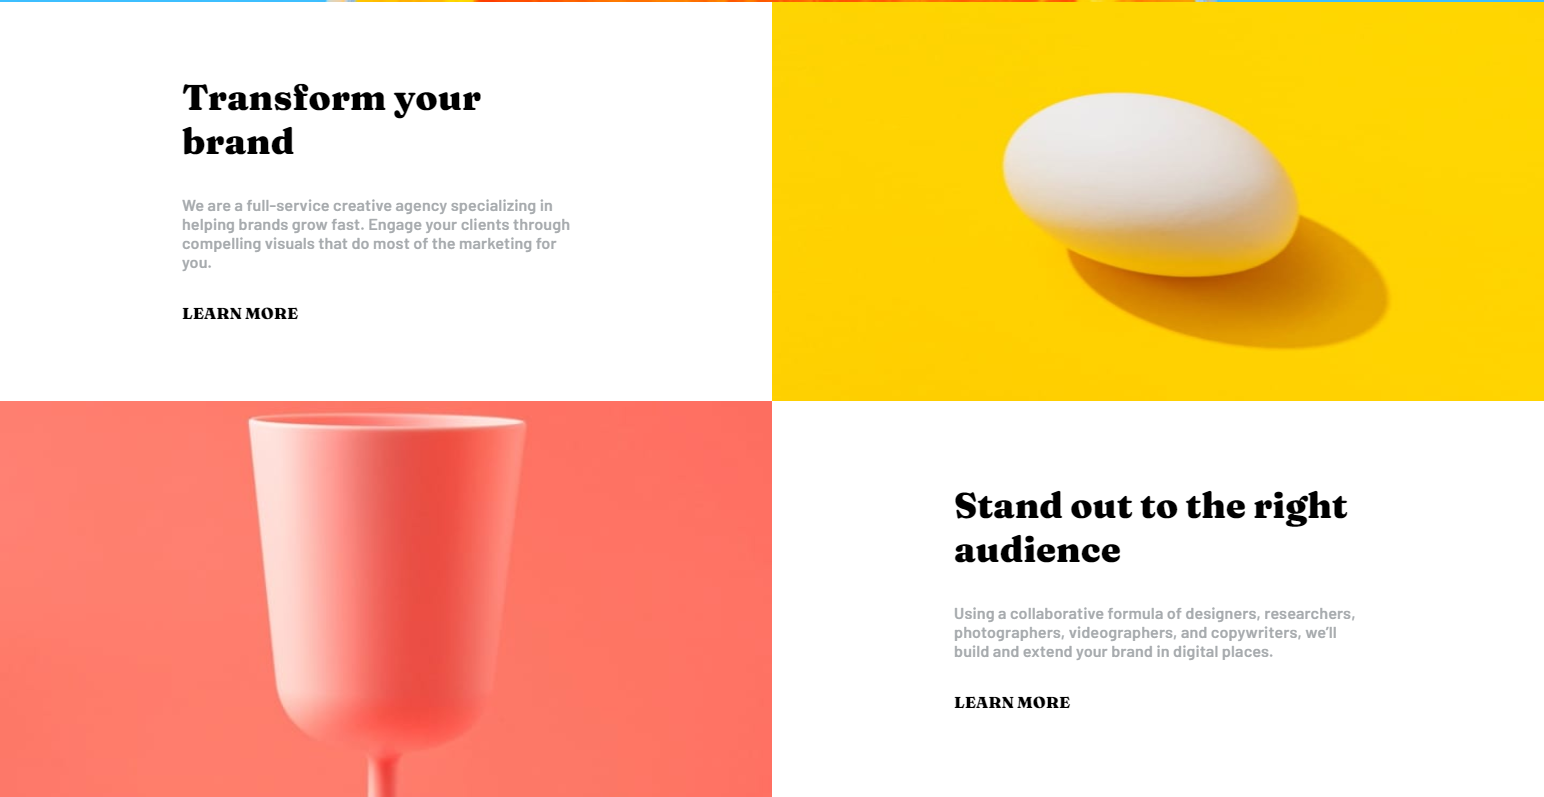 Transform your
brand
We are a full-service creative agency specializing in
helping brands grow fast. Engage your clients through
compelling visuals that do most of the marketing for
you.
LEARN MORE
Stand out to the right
audience
Using a collaborative formula of designers, researchers,
photographers, videographers, and copywriters, we’ll
build and extend your brand in digital places.
LEARN MORE